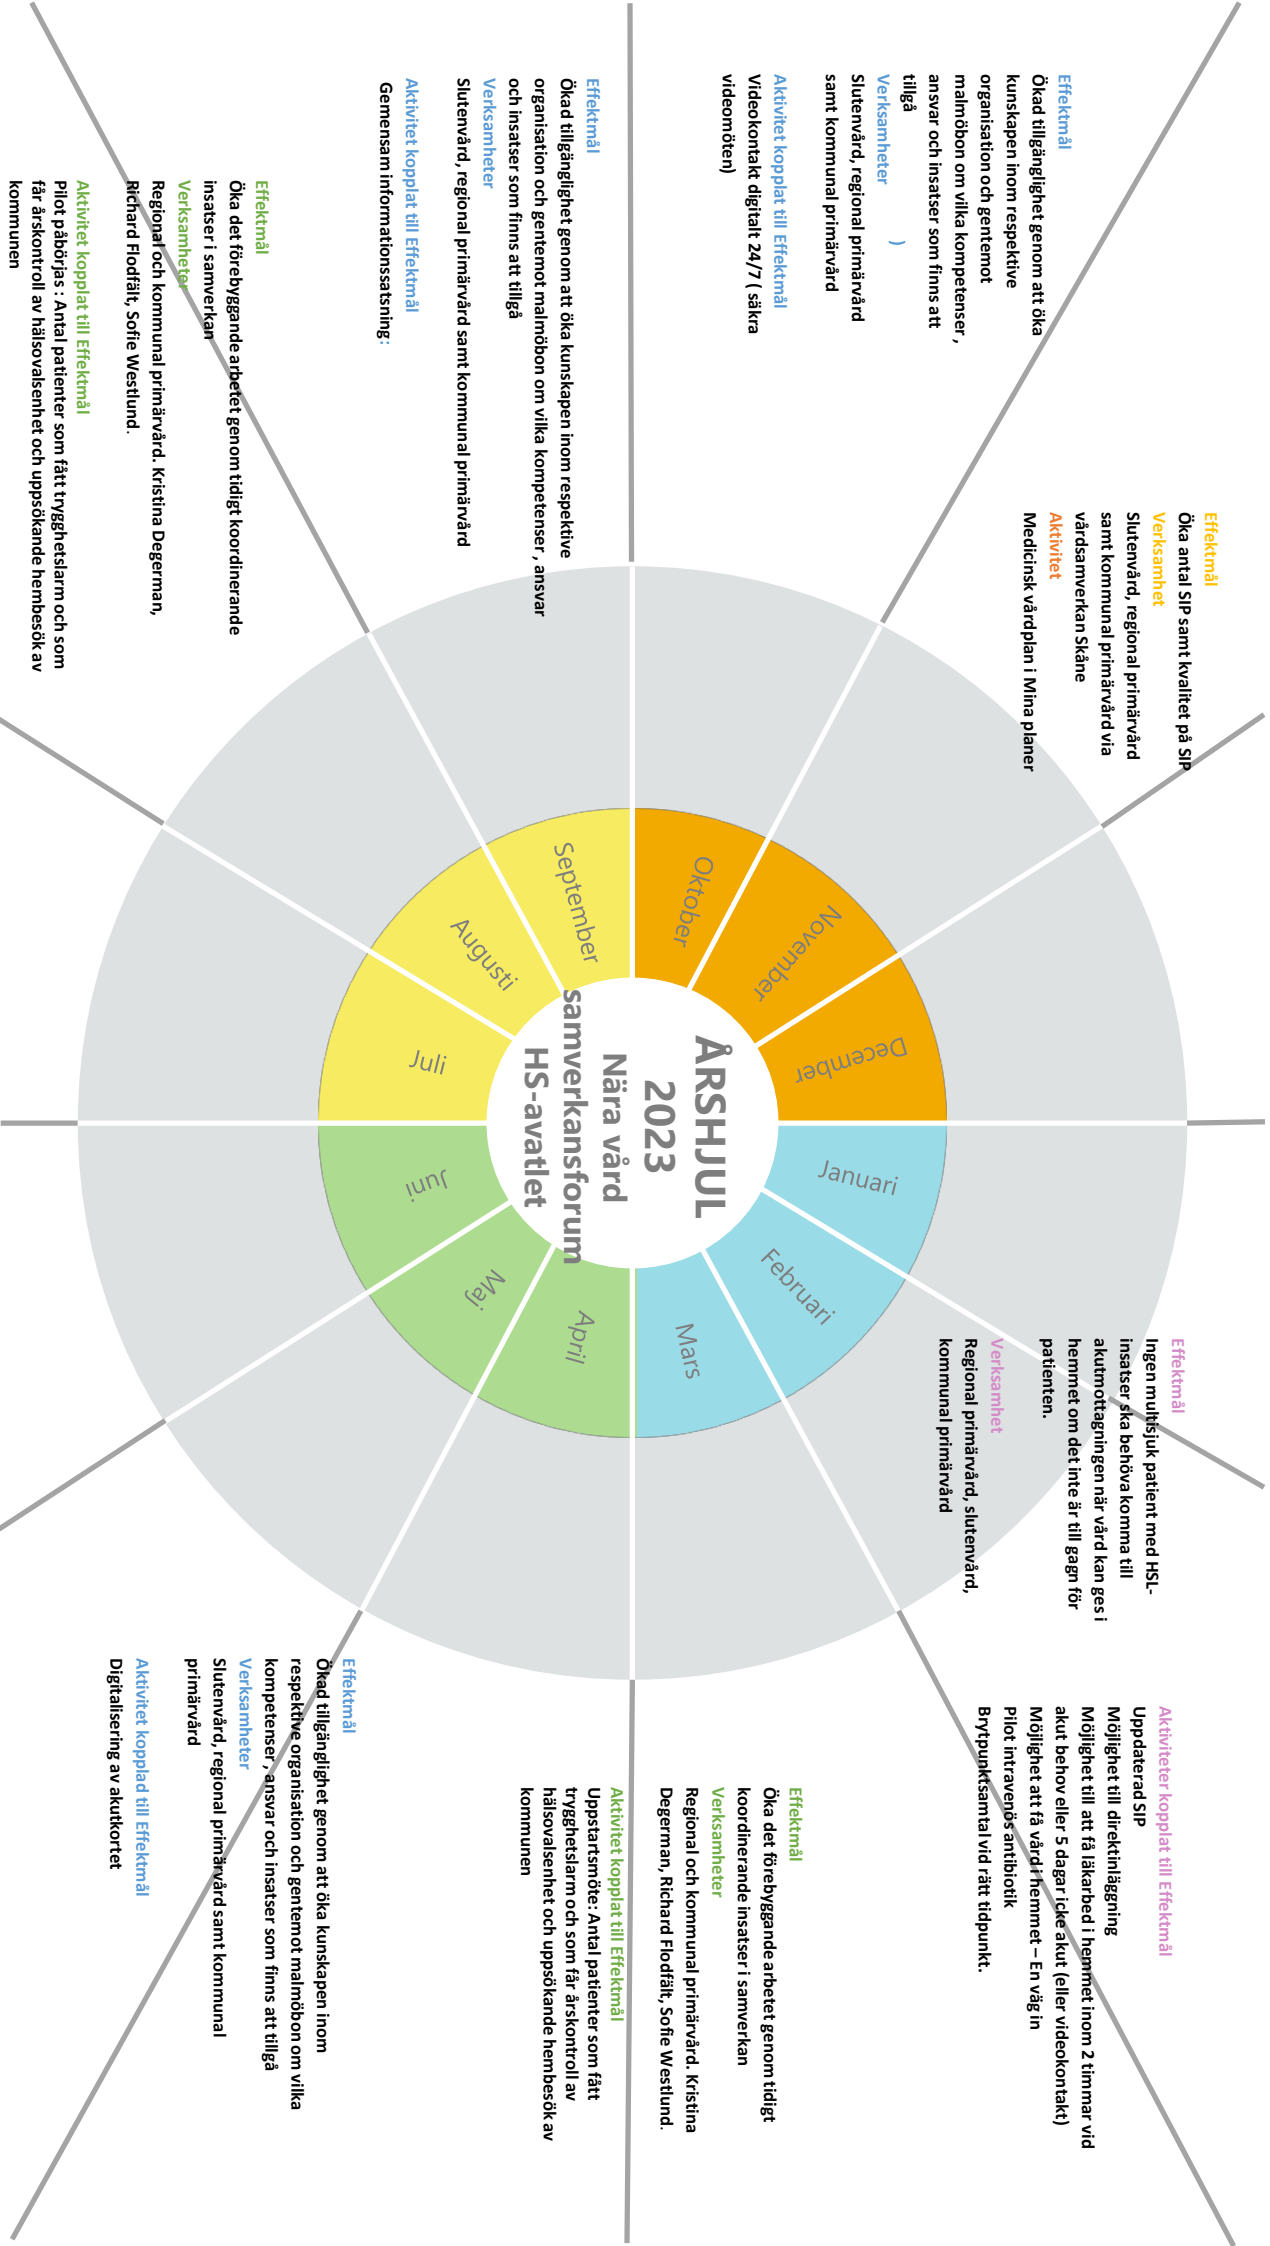 ÅRSHJUL
2023
Nära vård
samverkansforum
HS-avatlet
Januari
Februari
Mars
April
Maj
Juni
Juli
Augusti
September
Oktober
November
December
Effektmål
Öka antal SIP samt kvalitet på SIP
Verksamhet
Slutenvård, regional primärvård
samt kommunal primärvård via
vårdsamverkan Skåne
Aktivitet
Medicinsk vårdplan i Mina planer
Effektmål
Ingen multisjuk patient med HSL-
insatser ska behöva komma till
akutmottagningen när vård kan ges i
hemmet om det inte är till gagn för
patienten.
Verksamhet
Regional primärvård, slutenvård,
kommunal primärvård
Aktiviteter kopplat till Effektmål
Uppdaterad SIP
Möjlighet till direktinläggning
Möjlighet till att få läkarbed i hemmet inom 2 timmar vid
akut behov eller 5 dagar icke akut (eller videokontakt)
Möjlighet att få vård i hemmet – En väg in
Pilot intravenös antibiotik
Brytpunktsamtal vid rätt tidpunkt.
Effektmål
Öka det förebyggande arbetet genom tidigt
koordinerande insatser i samverkan
Verksamheter
Regional och kommunal primärvård. Kristina
Degerman, Richard Flodfält, Sofie Westlund.
Aktivitet kopplat till Effektmål
Uppstartsmöte: Antal patienter som fått
trygghetslarm och som får årskontroll av
hälsovalsenhet och uppsökande hembesök av
kommunen
Effektmål
Ökad tillgänglighet genom att öka kunskapen inom
respektive organisation och gentemot malmöbon om vilka
kompetenser , ansvar och insatser som finns att tillgå
Verksamheter
Slutenvård, regional primärvård samt kommunal
primärvård
Aktivitet kopplad till Effektmål
Digitalisering av akutkortet
Effektmål
Ökad tillgänglighet genom att öka
kunskapen inom respektive
organisation och gentemot
malmöbon om vilka kompetenser ,
ansvar och insatser som finns att
tillgå
)
Verksamheter
Slutenvård, regional primärvård
samt kommunal primärvård
Aktivitet kopplat till Effektmål
Videokontakt digitalt 24/7 ( säkra
videomöten)
Effektmål
Ökad tillgänglighet genom att öka kunskapen inom respektive
organisation och gentemot malmöbon om vilka kompetenser , ansvar
och insatser som finns att tillgå
Verksamheter
Slutenvård, regional primärvård samt kommunal primärvård
Aktivitet kopplat till Effektmål
Gemensam informationssatsning :
Effektmål
Öka det förebyggande arbetet genom tidigt koordinerande
insatser i samverkan
Verksamheter
Regional och kommunal primärvård. Kristina Degerman,
Richard Flodfält, Sofie Westlund.
Aktivitet kopplat till Effektmål
Pilot påbörjas : Antal patienter som fått trygghetslarm och som
får årskontroll av hälsovalsenhet och uppsökande hembesök av
kommunen